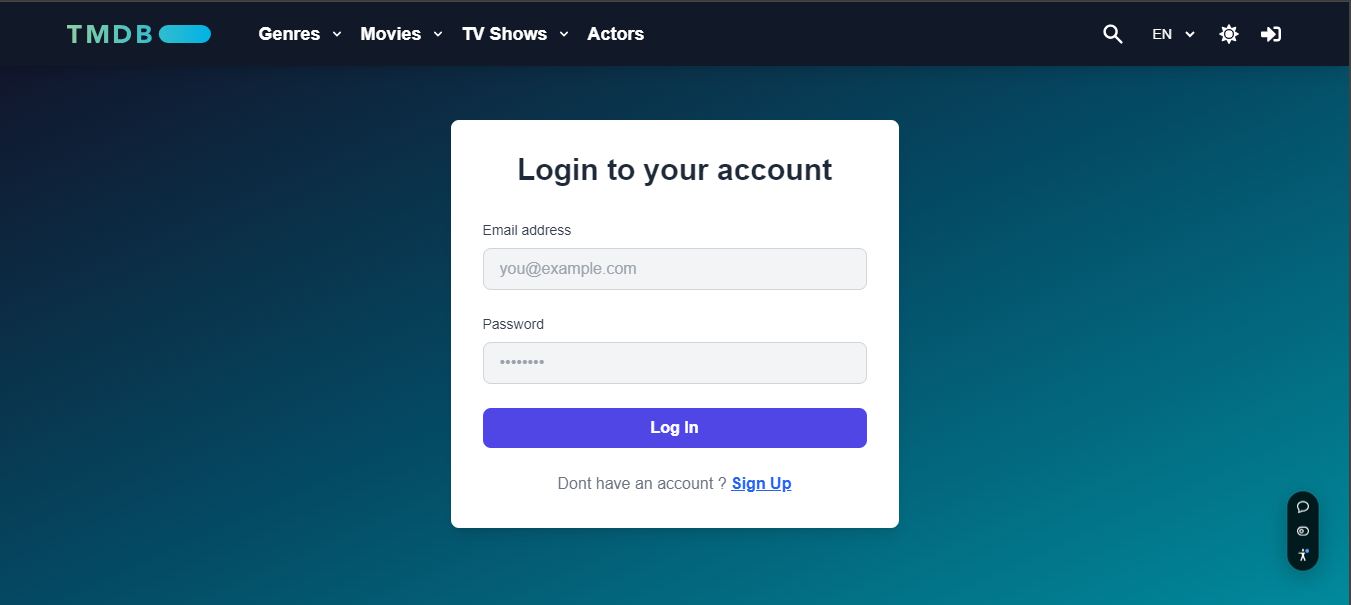 TMDB Genres Movies TV Shows Actors EN
Login to your account
Email address
you@example.com
Password
••••••••
Log In
Dont have an account ? Sign Up